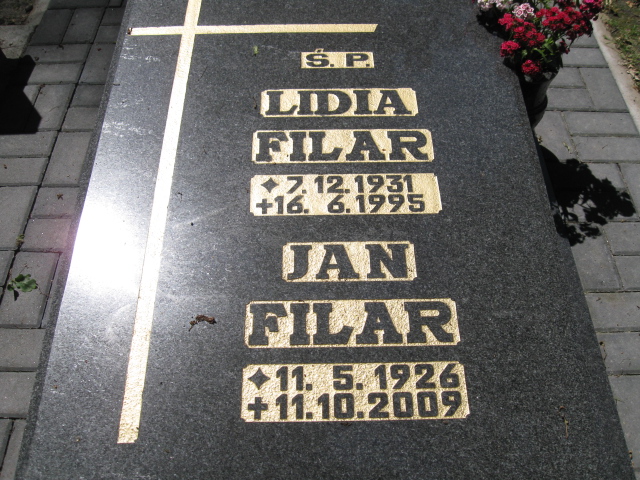 Ś. P.
LIDIA
FILAR
✦ 7. 12. 1931
+16. 6. 1995
JAN
FILAR
✦ 11. 5. 1926
+ 11.10.2009